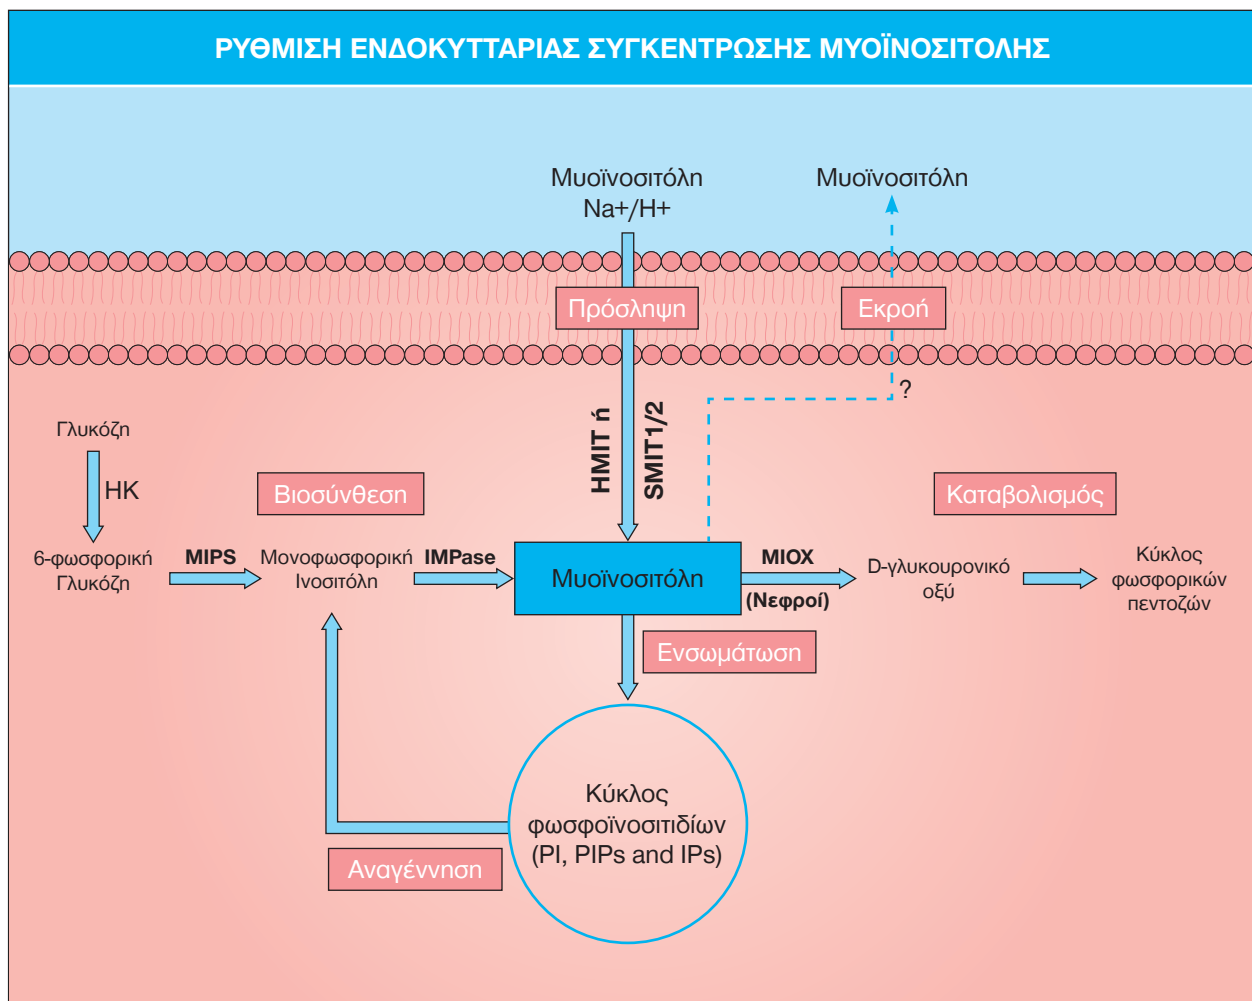 ΡΥΘΜΙΣΗ ΕΝΔΟΚΥΤΤΑΡΙΑΣ ΣΥΓΚΕΝΤΡΩΣΗΣ ΜΥΟΪΝΟΣΙΤΟΛΗΣ
Μυοϊνοσιτόλη
Na+/H+
Μυοϊνοσιτόλη
Πρόσληψη
Εκροή
?
HMIT ή
SMIT1/2
Γλυκόζη
HK
Βιοσύνθεση
Καταβολισμός
6-φωσφορική
Γλυκόζη
MIPS
Μονοφωσφορική
Ινοσιτόλη
IMPase
Μυοϊνοσιτόλη
MIOX
(Νεφροί)
D-γλυκουρονικό
οξύ
Κύκλος
φωσφορικών
πεντοζών
Ενσωμάτωση
Κύκλος
φωσφοϊνοσιτιδίων
(PI, PIPs and IPs)
Αναγέννηση